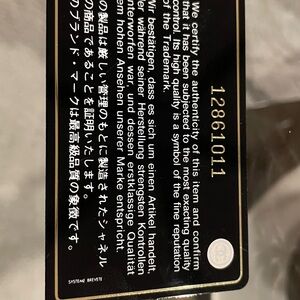 12861011
We certify the authenticity of this item and confirm
that it has been subjected to the most exacting quality
control. Its high quality is a symbol of the fine reputation
of the Trademark.
Wir bestätigen, dass es sich um einen Artikel handelt,
der während seiner Herstellung strengsten Kontrollen
unterworfen war, und dessen erstklassige Qualität
dem hohen Ansehen unserer Marke entspricht.
の製品は厳しい管理のもとに製造されたシャネル
の商品であることを証明いたします。
のブランド・マークは最高級品質の象徴です。
SYSTEME BREVETE